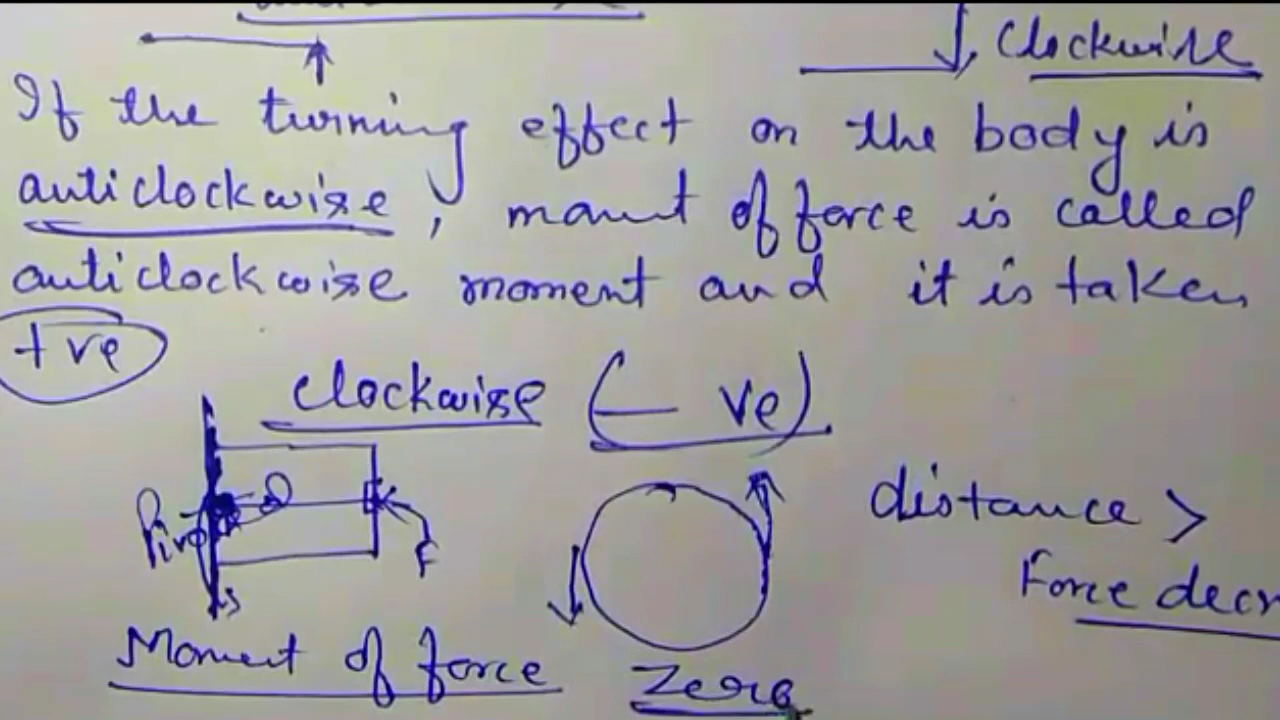 Clockwise
If the turning effect on the body is
anticlockwise, momnt of force is called
anticlockwise moment and it is taken
+ve
clockwise (- ve)
Pivot
F
distance >
Force decr
Moment of force
Zero